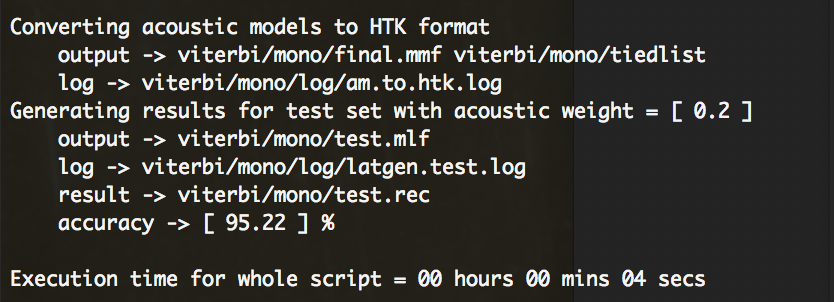 Converting acoustic models to HTK format
output -> viterbi/mono/final.mmf viterbi/mono/tiedlist
log -> viterbi/mono/log/am.to.htk.log
Generating results for test set with acoustic weight = [ 0.2 ]
output -> viterbi/mono/test.mlf
log -> viterbi/mono/log/latgen.test.log
result -> viterbi/mono/test.rec
accuracy -> [ 95.22 ] %
Execution time for whole script = 00 hours 00 mins 04 secs